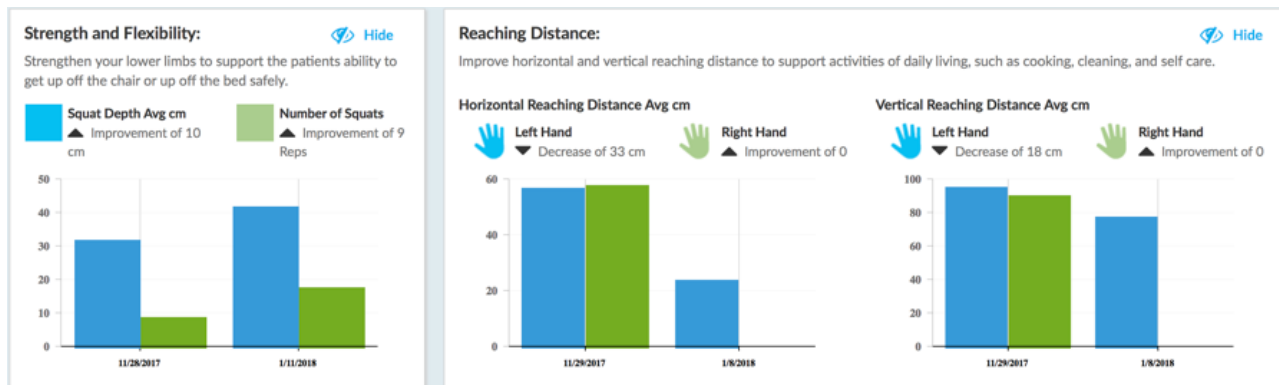 Strength and Flexibility:
Hide
Strengthen your lower limbs to support the patients ability to
get up off the chair or up off the bed safely.
Squat Depth Avg cm
Improvement of 10
cm
Number of Squats
Improvement of 9
Reps
50
40
30
20
10
0
11/28/2017
1/11/2018
Reaching Distance:
Hide
Improve horizontal and vertical reaching distance to support activities of daily living, such as cooking, cleaning, and self care.
Horizontal Reaching Distance Avg cm
Left Hand
Decrease of 33 cm
Right Hand
Improvement of 0
60
40
20
0
11/29/2017
1/8/2018
Vertical Reaching Distance Avg cm
Left Hand
Decrease of 18 cm
Right Hand
Improvement of 0
100
80
60
40
20
0
11/29/2017
1/8/2018